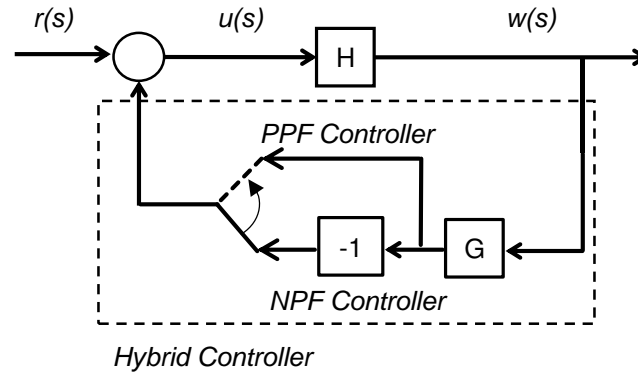 r(s)
u(s)
w(s)
H
PPF Controller
-1
G
NPF Controller
Hybrid Controller